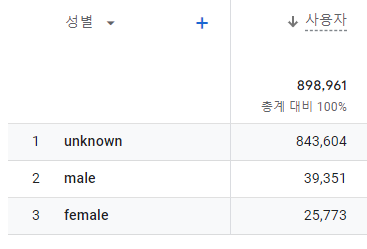 성별
사용자
898,961
총계 대비 100%
1 unknown 843,604
2 male 39,351
3 female 25,773